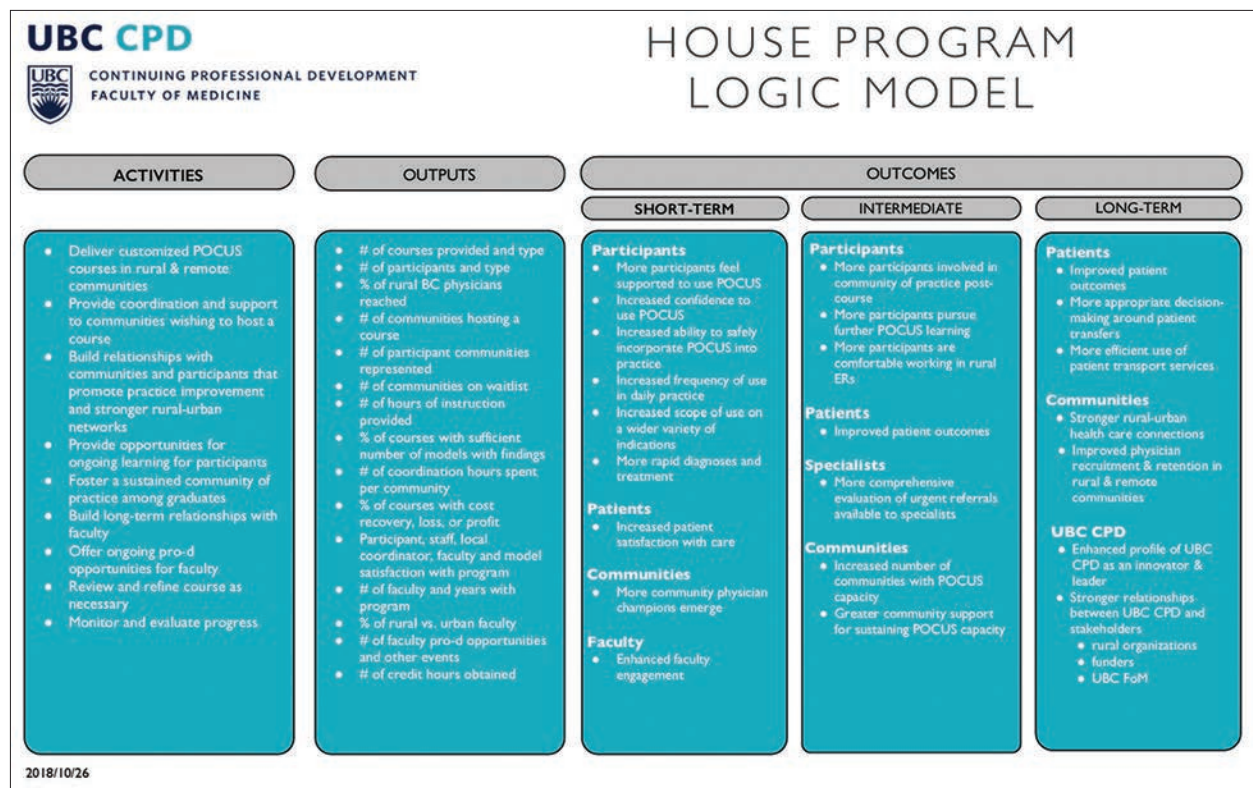 UBC CPD
UBC
CONTINUING PROFESSIONAL DEVELOPMENT
FACULTY OF MEDICINE
HOUSE PROGRAM
LOGIC MODEL
ACTIVITIES
● Deliver customized POCUS
courses in rural & remote
communities
● Provide coordination and support
to communities wishing to host a
course
● Build relationships with
communities and participants that
promote practice improvement
and stronger rural-urban
networks
● Provide opportunities for
ongoing learning for participants
● Foster a sustained community of
practice among graduates
● Build long-term relationships with
faculty
● Offer ongoing pro-d
opportunities for faculty
● Review and refine course as
necessary
● Monitor and evaluate progress
OUTPUTS
● # of courses provided and type
● # of participants and type
● % of rural BC physicians
reached
● # of communities hosting a
course
● # of participant communities
represented
● # of communities on waitlist
● # of hours of instruction
provided
● % of courses with sufficient
number of models with findings
● # of coordination hours spent
per community
● % of courses with cost
recovery, loss, or profit
● Participant, staff, local
coordinator, faculty and model
satisfaction with program
● # of faculty and years with
program
● % of rural vs. urban faculty
● # of faculty pro-d opportunities
and other events
● # of credit hours obtained
OUTCOMES
SHORT-TERM
Participants
● More participants feel
supported to use POCUS
● Increased confidence to
use POCUS
● Increased ability to safely
incorporate POCUS into
practice
● Increased frequency of use
in daily practice
● Increased scope of use on
a wider variety of
indications
● More rapid diagnoses and
treatment
Patients
● Increased patient
satisfaction with care
Communities
● More community physician
champions emerge
Faculty
● Enhanced faculty
engagement
INTERMEDIATE
Participants
● More participants involved in
community of practice post-
course
● More participants pursue
further POCUS learning
● More participants are
comfortable working in rural
ERs
Patients
● Improved patient outcomes
Specialists
● More comprehensive
evaluation of urgent referrals
available to specialists
Communities
● Increased number of
communities with POCUS
capacity
● Greater community support
for sustaining POCUS capacity
LONG-TERM
Patients
● Improved patient
outcomes
● More appropriate decision-
making around patient
transfers
● More efficient use of
patient transport services
Communities
● Stronger rural-urban
health care connections
● Improved physician
recruitment & retention in
rural & remote
communities
UBC CPD
● Enhanced profile of UBC
CPD as an innovator &
leader
● Stronger relationships
between UBC CPD and
stakeholders
● rural organizations
● funders
● UBC FoM
2018/10/26